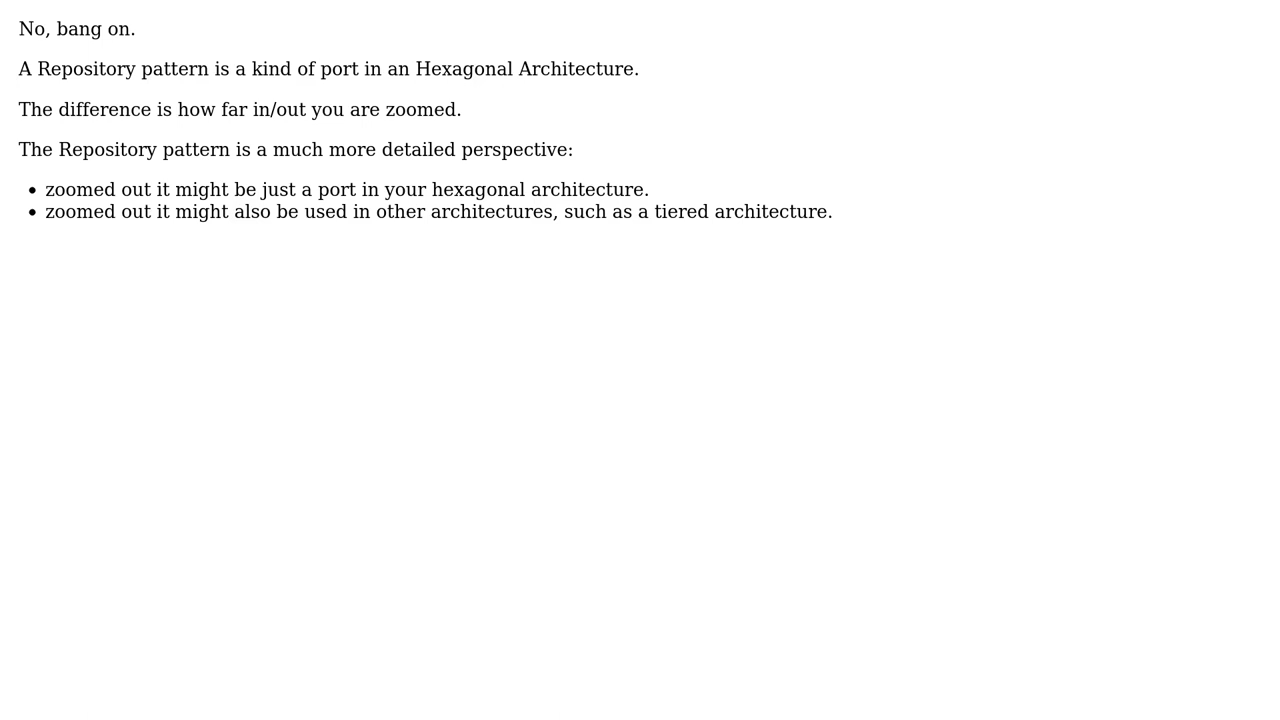 No, bang on.
A Repository pattern is a kind of port in an Hexagonal Architecture.
The difference is how far in/out you are zoomed.
The Repository pattern is a much more detailed perspective:
• zoomed out it might be just a port in your hexagonal architecture.
• zoomed out it might also be used in other architectures, such as a tiered architecture.